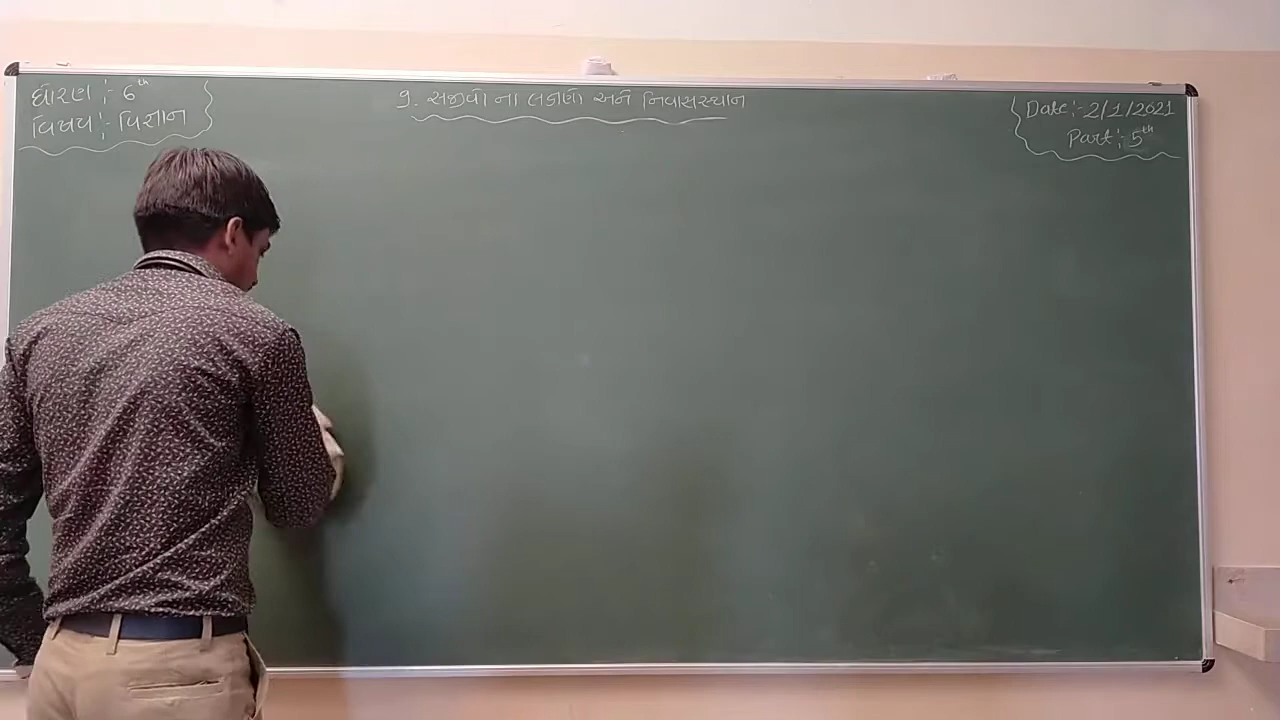 ધોરણ :- 6th
વિષય :- વિજ્ઞાન
9. સજીવો ના લક્ષણો અને નિવાસસ્થાન
Date :- 2/1/2021
Part :- 5th